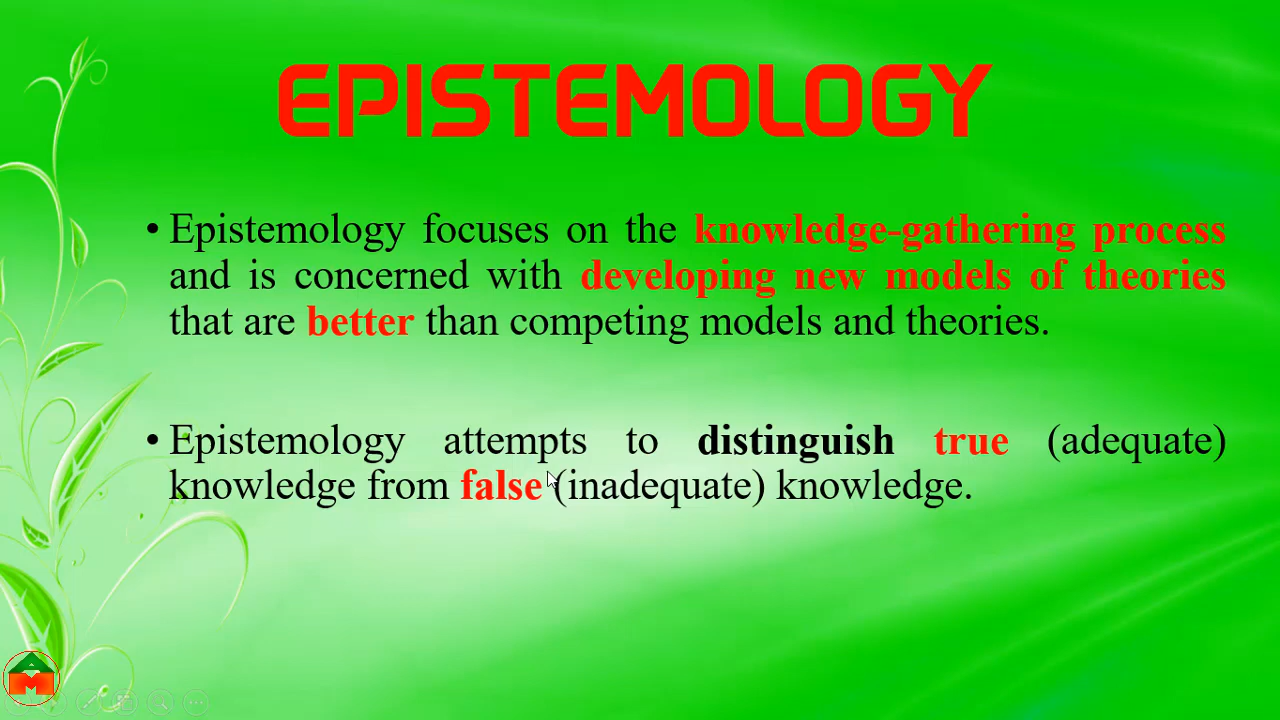 EPISTEMOLOGY
• Epistemology focuses on the knowledge-gathering process
and is concerned with developing new models of theories
that are better than competing models and theories.
• Epistemology attempts to distinguish true (adequate)
knowledge from false (inadequate) knowledge.
A
M